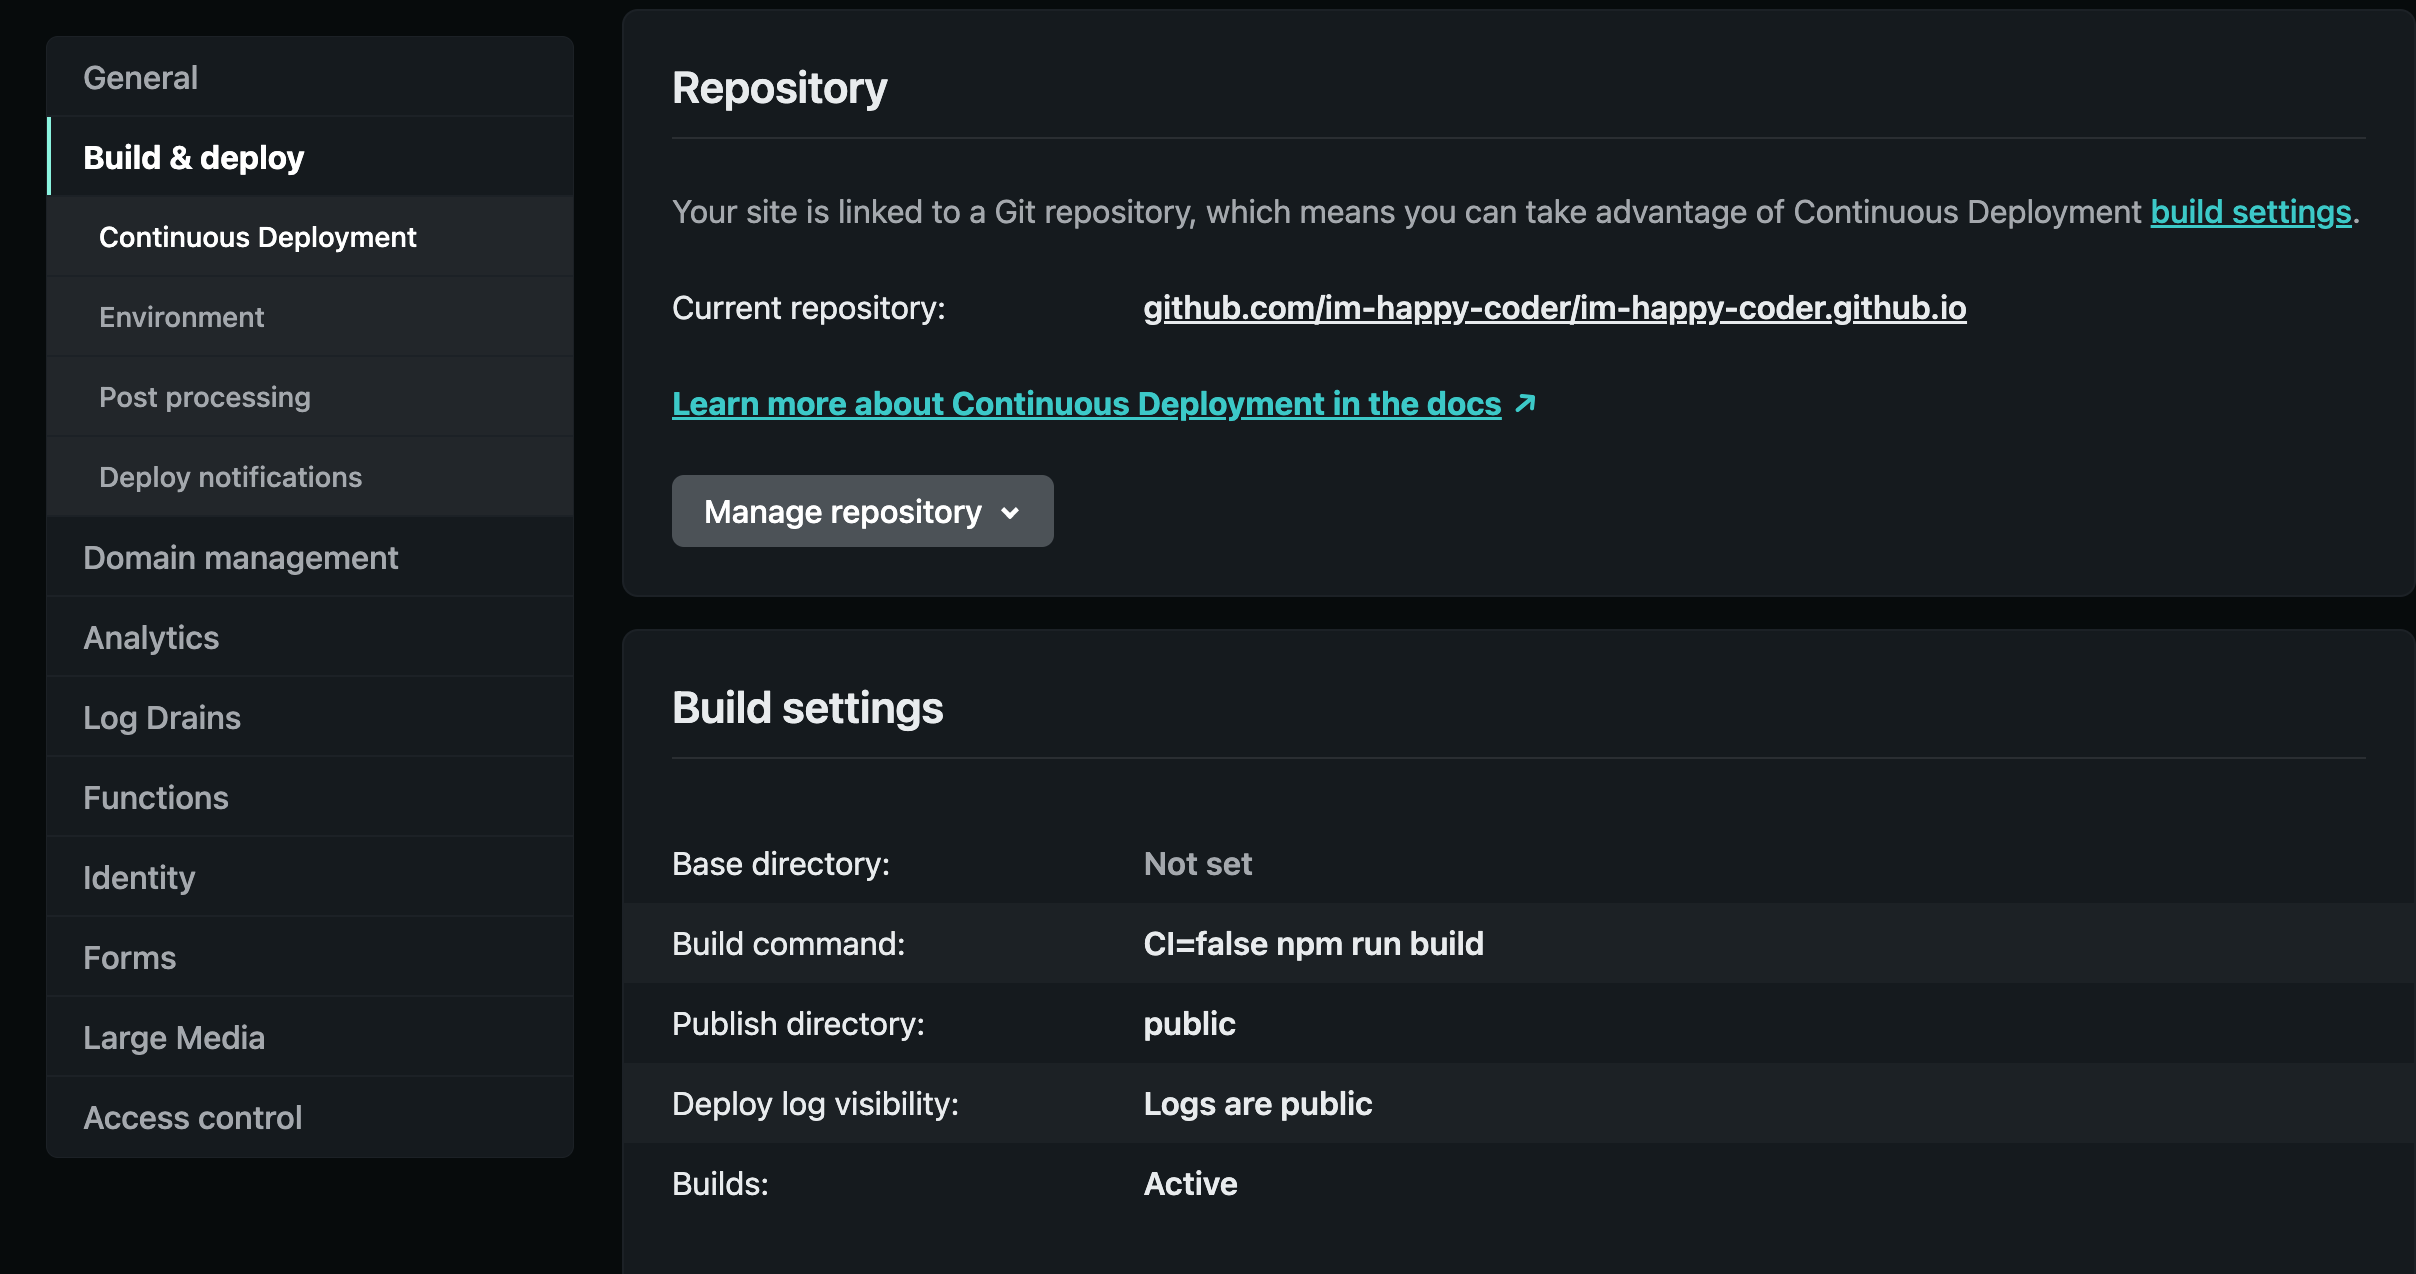 General
Build & deploy
Continuous Deployment
Environment
Post processing
Deploy notifications
Domain management
Analytics
Log Drains
Functions
Identity
Forms
Large Media
Access control
Repository
Your site is linked to a Git repository, which means you can take advantage of Continuous Deployment build settings.
Current repository: github.com/im-happy-coder/im-happy-coder.github.io
Learn more about Continuous Deployment in the docs ↗
Manage repository
Build settings
Base directory: Not set
Build command: CI=false npm run build
Publish directory: public
Deploy log visibility: Logs are public
Builds: Active